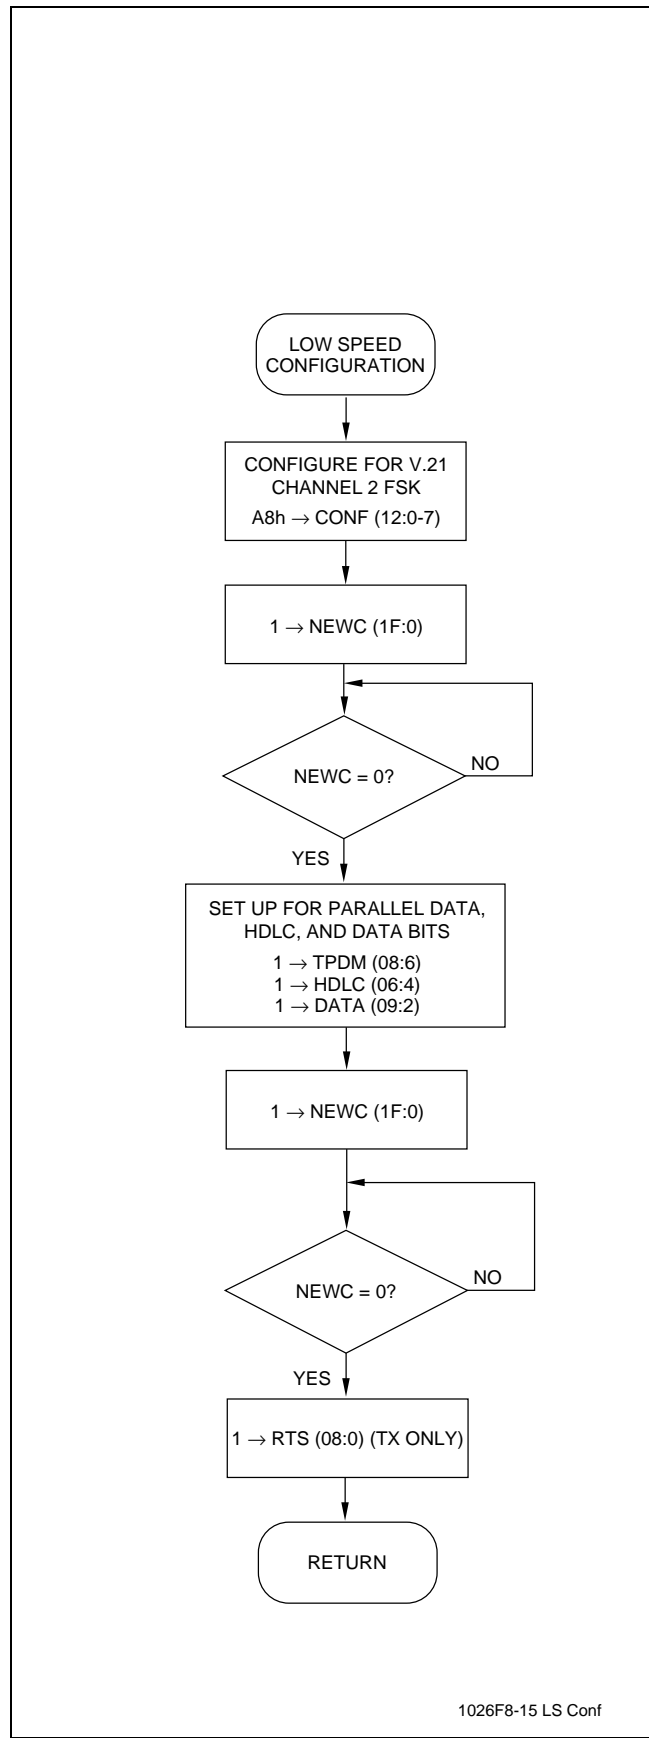 LOW SPEED
CONFIGURATION
CONFIGURE FOR V.21
CHANNEL 2 FSK
A8h → CONF (12:0-7)
1 → NEWC (1F:0)
NEWC = 0?
NO
YES
SET UP FOR PARALLEL DATA,
HDLC, AND DATA BITS
1 → TPDM (08:6)
1 → HDLC (06:4)
1 → DATA (09:2)
1 → NEWC (1F:0)
NEWC = 0?
NO
YES
1 → RTS (08:0) (TX ONLY)
RETURN
1026F8-15 LS Conf